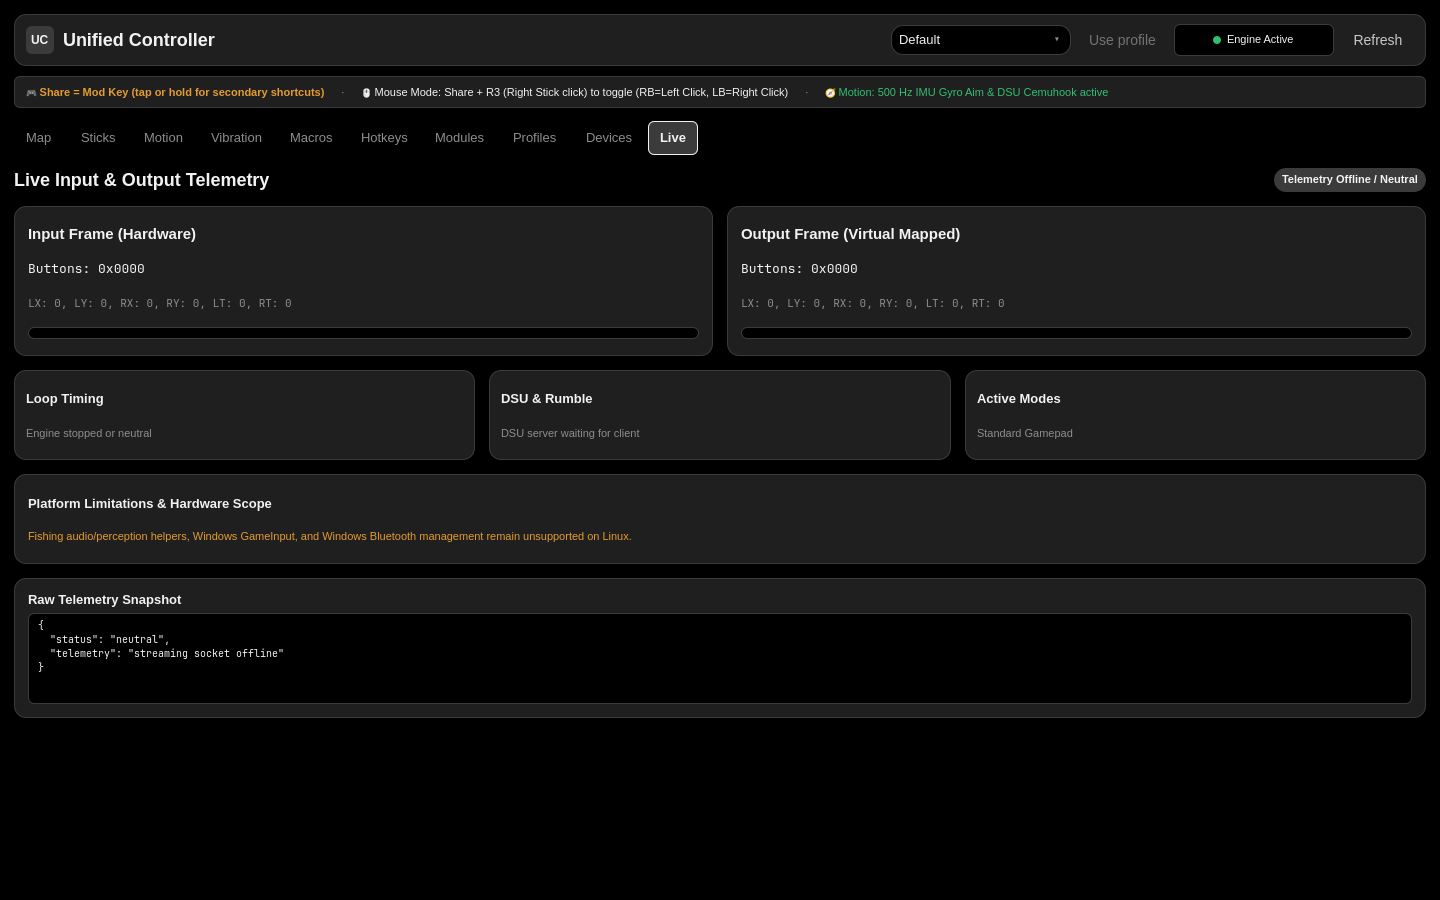 UC Unified Controller Default Use profile Engine Active Refresh
Share = Mod Key (tap or hold for secondary shortcuts) · Mouse Mode: Share + R3 (Right Stick click) to toggle (RB=Left Click, LB=Right Click) · Motion: 500 Hz IMU Gyro Aim & DSU Cemuhook active
Map Sticks Motion Vibration Macros Hotkeys Modules Profiles Devices Live
Live Input & Output Telemetry Telemetry Offline / Neutral
Input Frame (Hardware)
Buttons: 0x0000
LX: 0, LY: 0, RX: 0, RY: 0, LT: 0, RT: 0
Output Frame (Virtual Mapped)
Buttons: 0x0000
LX: 0, LY: 0, RX: 0, RY: 0, LT: 0, RT: 0
Loop Timing
Engine stopped or neutral
DSU & Rumble
DSU server waiting for client
Active Modes
Standard Gamepad
Platform Limitations & Hardware Scope
Fishing audio/perception helpers, Windows GameInput, and Windows Bluetooth management remain unsupported on Linux.
Raw Telemetry Snapshot
{
  "status": "neutral",
  "telemetry": "streaming socket offline"
}